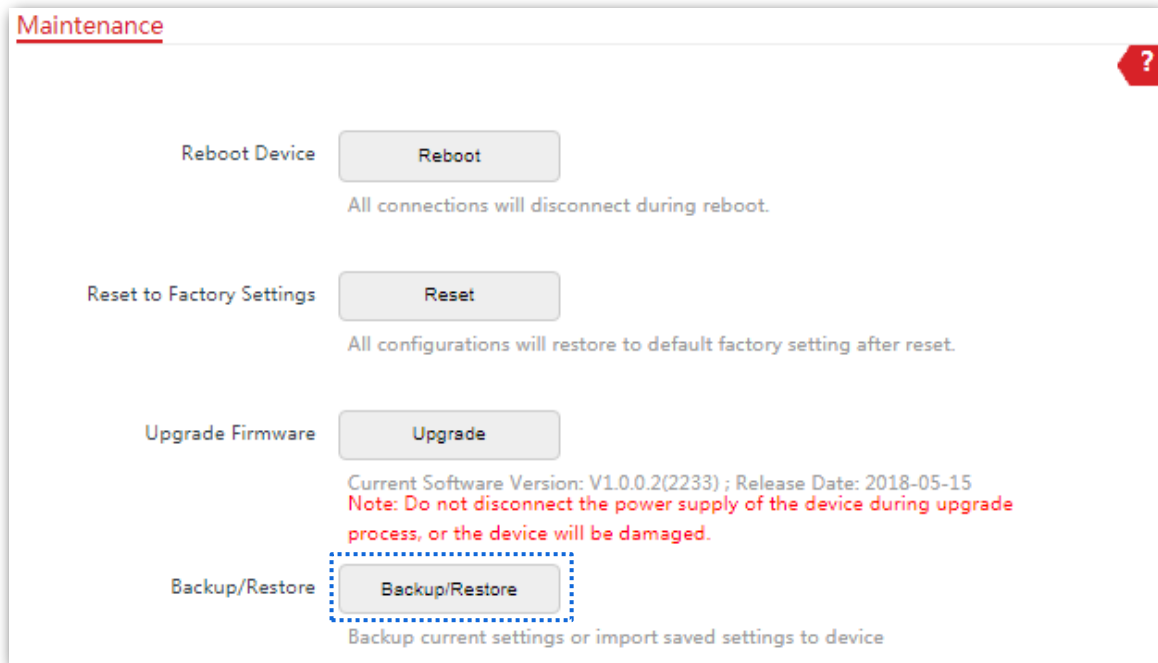 Maintenance
?
Reboot Device
Reboot
All connections will disconnect during reboot.
Reset to Factory Settings
Reset
All configurations will restore to default factory setting after reset.
Upgrade Firmware
Upgrade
Current Software Version: V1.0.0.2(2233) ; Release Date: 2018-05-15
Note: Do not disconnect the power supply of the device during upgrade
process, or the device will be damaged.
Backup/Restore
Backup/Restore
Backup current settings or import saved settings to device